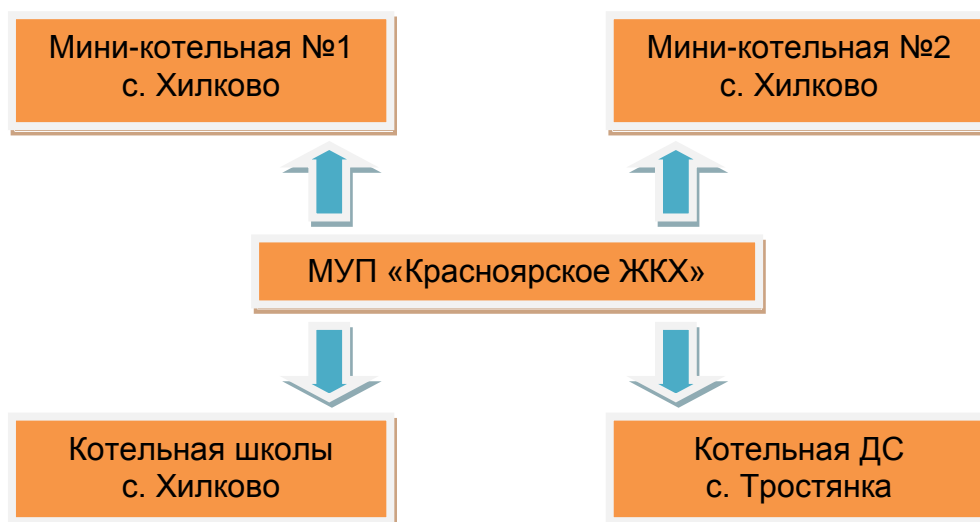 Мини-котельная №1
с. Хилково
Мини-котельная №2
с. Хилково
МУП «Красноярское ЖКХ»
Котельная школы
с. Хилково
Котельная ДС
с. Тростянка